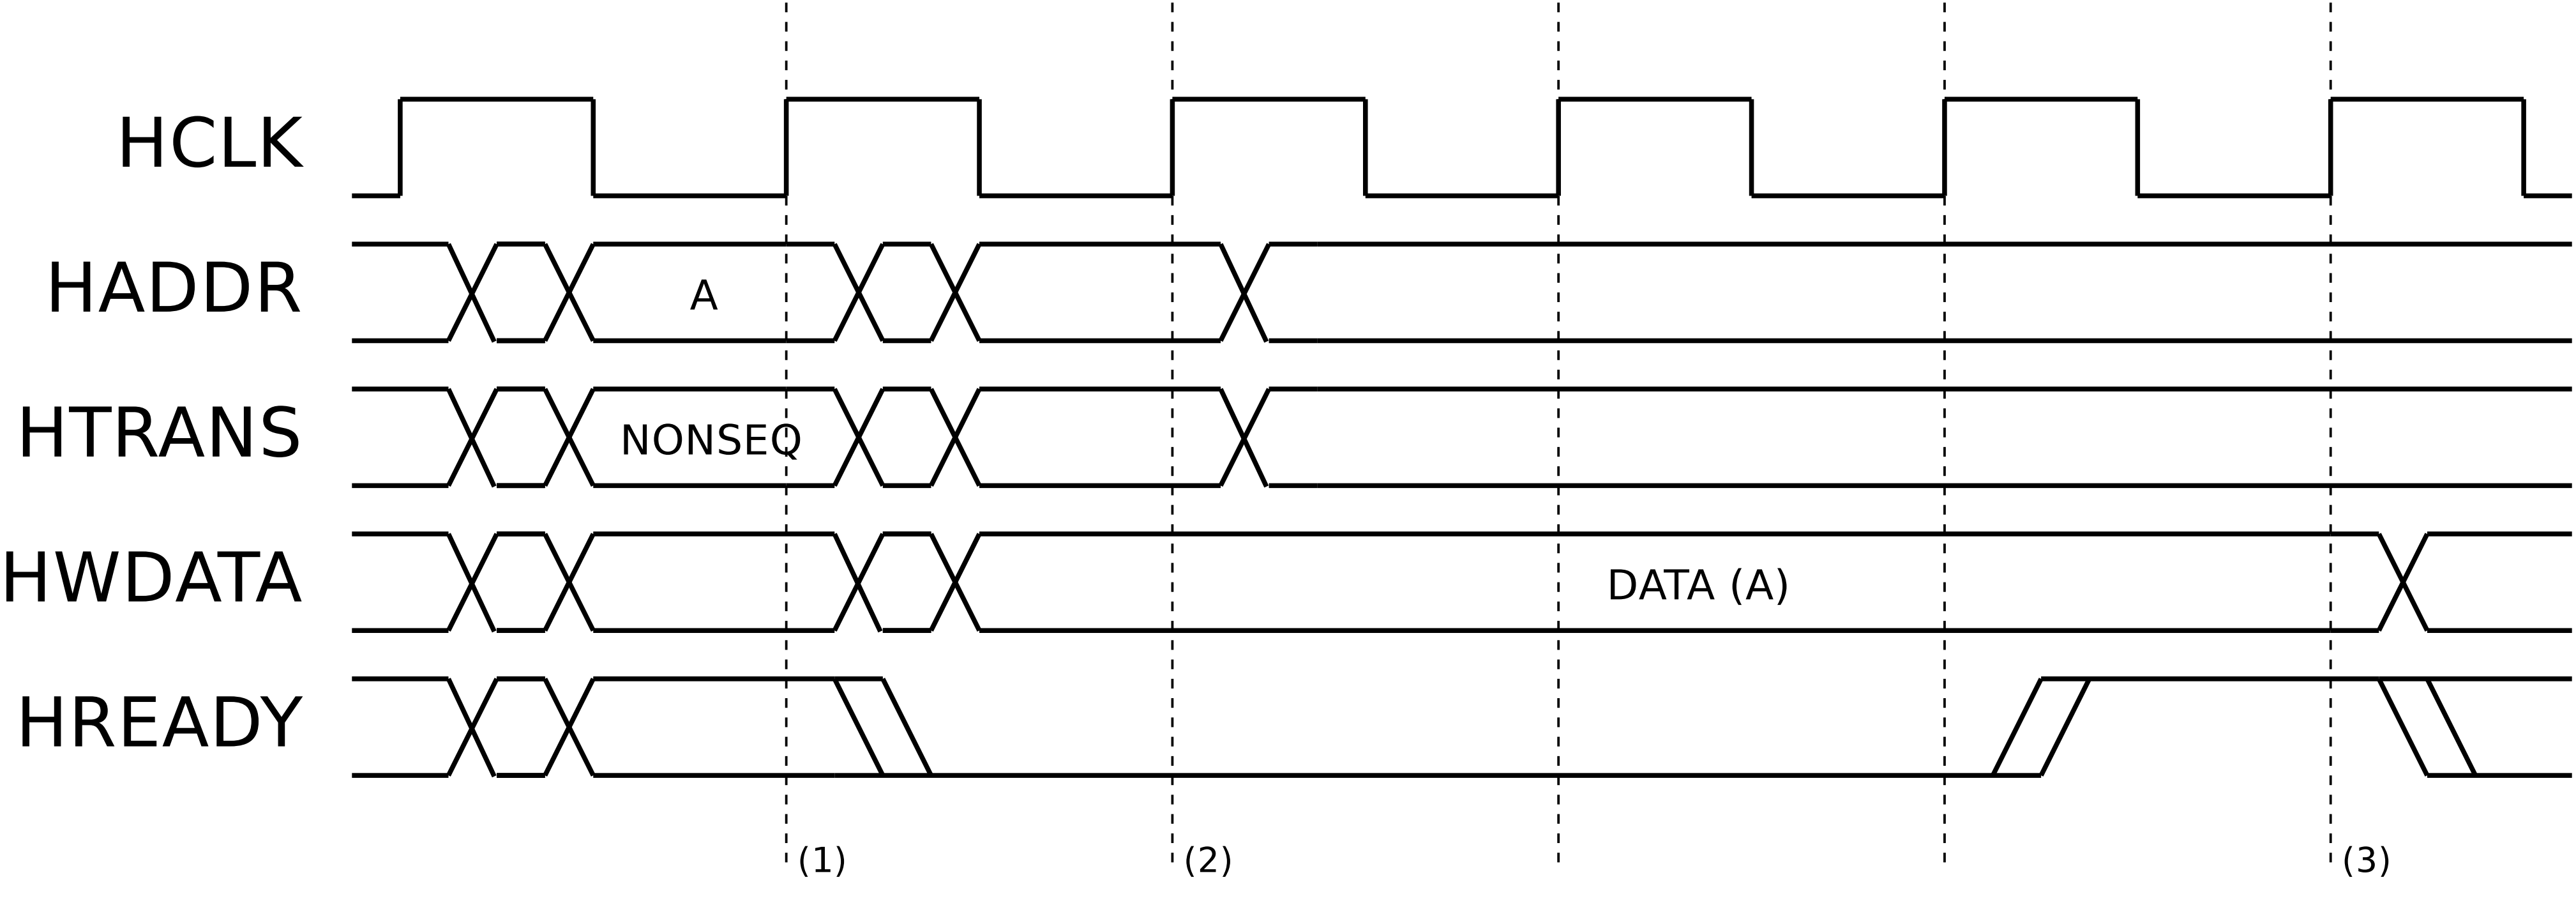 HCLK
HADDR
A
HTRANS
NONSEQ
HWDATA
DATA (A)
HREADY
(1)
(2)
(3)